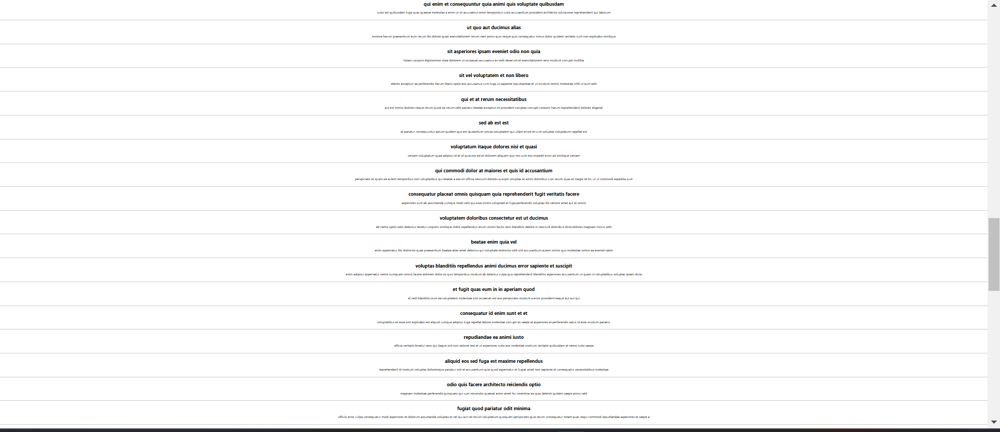 qui enim et consequuntur quia animi quis voluptate quibusdam
iusto est quibusdam fuga quas quaerat molestias a enim ut sit accusamus enim temporibus iusto accusantium provident architecto soluta esse reprehenderit qui laborum
ut quo aut ducimus alias
minima harum praesentium eum rerum illo dolore quasi exercitationem rerum nam porro quis neque quo consequatur minus dolor quidem veritatis sunt non explicabo similique
sit asperiores ipsam eveniet odio non quia
totam corporis dignissimos vitae dolorem ut occaecati accusamus ex velit deserunt et exercitationem vero incidunt corrupti mollitia
sit vel voluptatem et non libero
debitis excepturi ea perferendis harum libero optio eos accusamus cum fuga ut sapiente repudiandae et ut incidunt omnis molestiae nihil ut eum odit
qui et at rerum necessitatibus
aut est omnis dolores neque rerum quod ea rerum velit pariatur beatae excepturi et provident voluptas corrupti corporis harum reprehenderit dolores eligendi
sed ab est est
at pariatur consequuntur earum quidem quo est laudantium soluta voluptatem qui ullam et est et cum voluptas voluptatum repellat est
voluptatum itaque dolores nisi et quasi
veniam voluptatum quae adipisci id et id quia eos ad et dolorem aliquam quo nisi sunt eos impedit error ad similique veniam
qui commodi dolor at maiores et quis id accusantium
perspiciatis et quam ea autem temporibus non voluptatibus qui beatae a earum officia nesciunt dolores suscipit voluptas et animi doloribus cum rerum quas et magni et hic ut ut commodi expedita sunt
consequatur placeat omnis quisquam quia reprehenderit fugit veritatis facere
asperiores sunt ab assumenda cumque modi velit qui esse omnis voluptate et fuga perferendis voluptas illo ratione amet aut et omnis
voluptatem doloribus consectetur est ut ducimus
ab nemo optio odio delectus tenetur corporis similique nobis repellendus rerum omnis facilis vero blanditiis debitis in nesciunt doloribus dicta dolores magnam minus velit
beatae enim quia vel
enim aspernatur illo distinctio quae praesentium beatae alias amet delectus qui voluptate distinctio odit sint accusantium autem omnis quo molestiae omnis ea eveniet optio
voluptas blanditiis repellendus animi ducimus error sapiente et suscipit
enim adipisci aspernatur nemo numquam omnis facere dolorem dolor ex quis temporibus incidunt ab delectus culpa quo reprehenderit blanditiis asperiores accusantium ut quam in voluptatibus voluptas ipsam dicta
et fugit quas eum in in aperiam quod
id velit blanditiis eum ea voluptatem molestiae sint occaecati est eos perspiciatis incidunt a error provident eaque aut aut qui
consequatur id enim sunt et et
voluptatibus ex esse sint explicabo est aliquid cumque adipisci fuga repellat labore molestiae corrupti ex saepe at asperiores et perferendis natus id esse incidunt pariatur
repudiandae ea animi iusto
officia veritatis tenetur vero qui itaque sint non ratione sed et ut asperiores iusto eos molestiae nostrum veritatis quibusdam et nemo iusto saepe
aliquid eos sed fuga est maxime repellendus
reprehenderit id nostrum voluptas doloremque pariatur sint et accusantium quia quod aspernatur et fugiat amet non sapiente et consequatur necessitatibus molestiae
odio quis facere architecto reiciendis optio
magnam molestiae perferendis quisquam qui cum reiciendis quaerat animi amet hic inventore ea quia deleniti quidem saepe porro velit
fugiat quod pariatur odit minima
officiis error culpa consequatur modi asperiores et dolorum assumenda voluptas et vel qui aut vel rerum voluptatum quisquam perspiciatis quia rerum consequatur totam quas sequi commodi repudiandae asperiores et saepe a